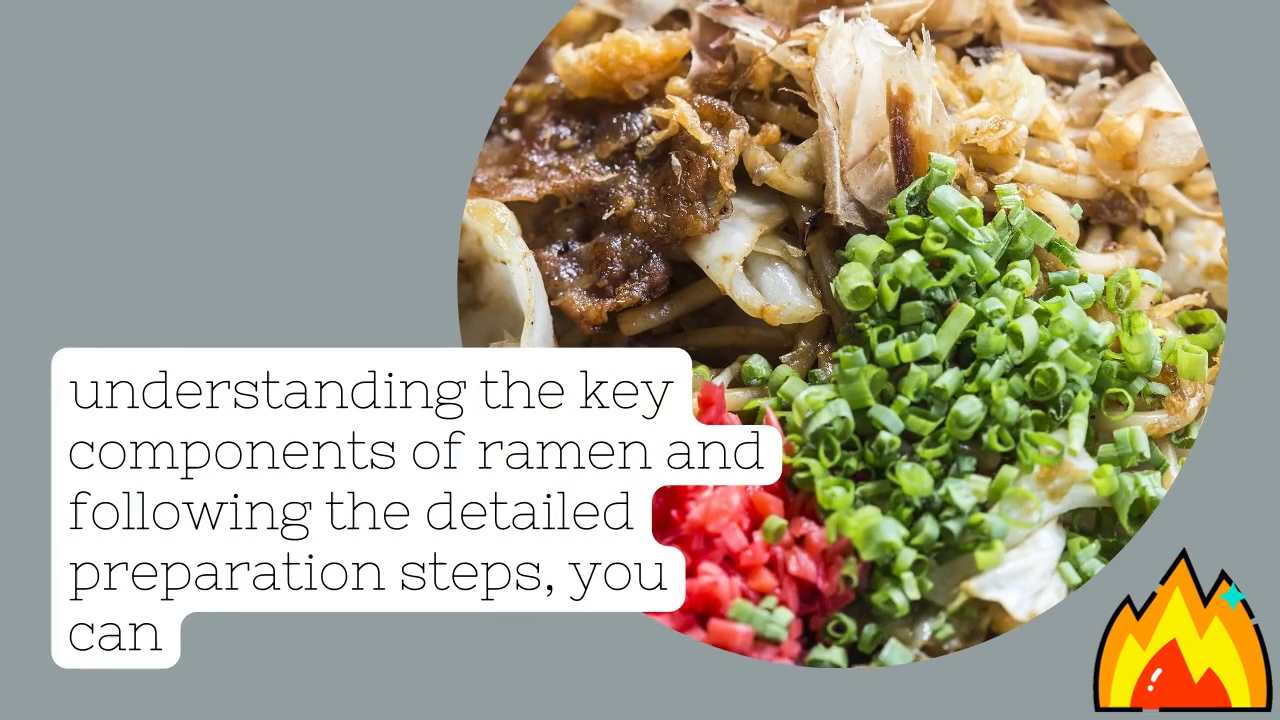 understanding the key
components of ramen and
following the detailed
preparation steps, you
can